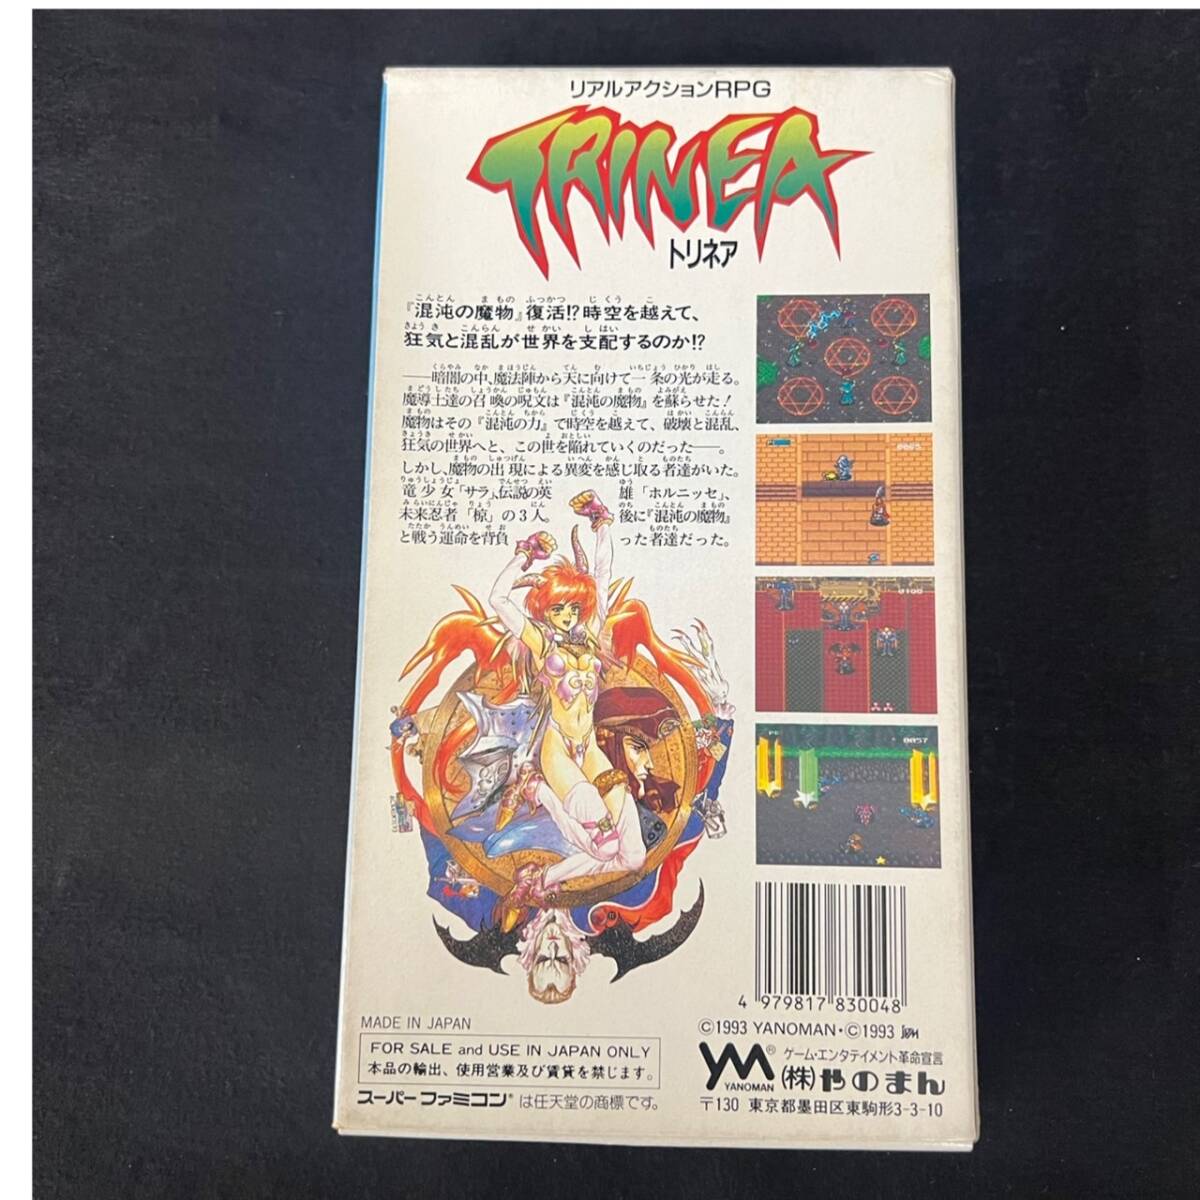 リアルアクションRPG
TRINEA
トリネア
『混沌の魔物』復活!?時空を越えて、
狂気と混乱が世界を支配するのか!?
――暗闇の中、魔法陣から天に向けて一条の光が走る。
魔導士達の召喚の呪文は『混沌の魔物』を蘇らせた!
魔物はその『混沌の力』で時空を越えて、破壊と混乱、
狂気の世界へと、この世を陥れていくのだった――。
しかし、魔物の出現による異変を感じ取る者達がいた。
竜少女「サラ」、伝説の英雄「ホルニッセ」、
未来忍者「椋」の3人。後に『混沌の魔物』
と戦う運命を背負った者達だった。
0100
0057
4 979817 830048
©1993 YANOMAN・©1993
MADE IN JAPAN
FOR SALE and USE IN JAPAN ONLY
本品の輸出、使用営業及び賃貸を禁じます。
スーパーファミコン®は任天堂の商標です。
YM®
YANOMAN
ゲーム・エンタテイメント革命宣言
(株)やのまん
〒130 東京都墨田区東駒形3-3-10